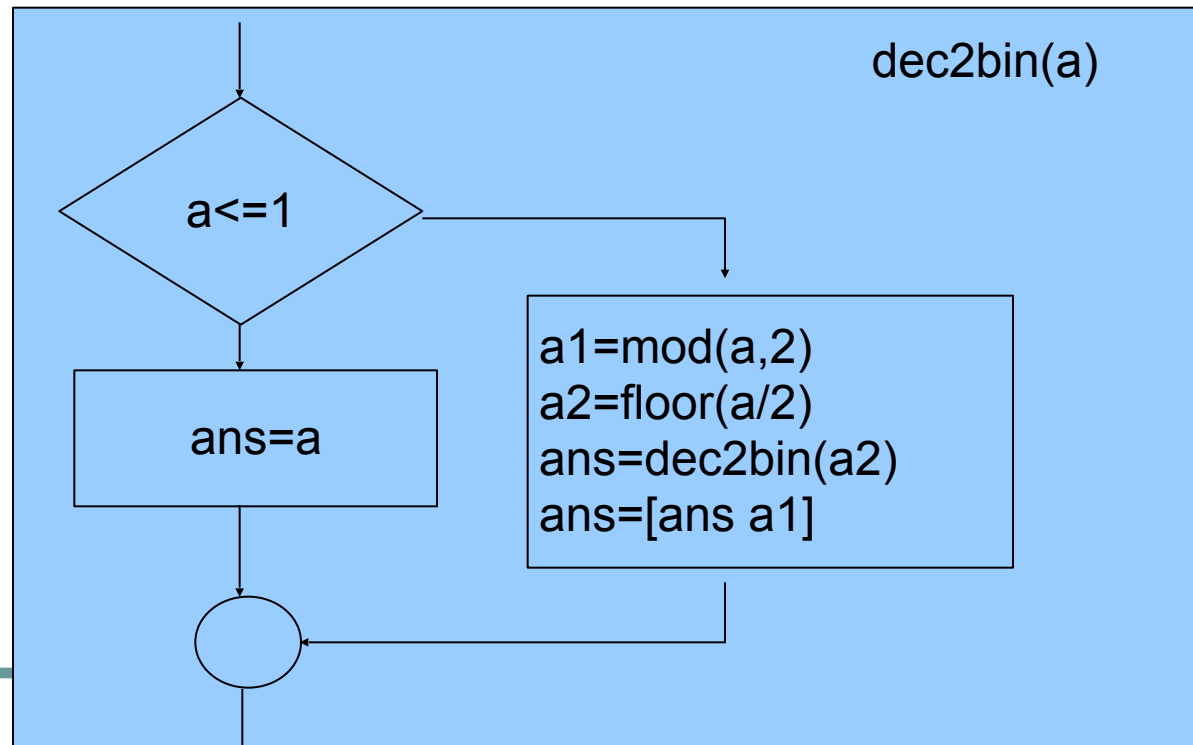 dec2bin(a)
a<=1
a1=mod(a,2)
a2=floor(a/2)
ans=dec2bin(a2)
ans=[ans a1]
ans=a